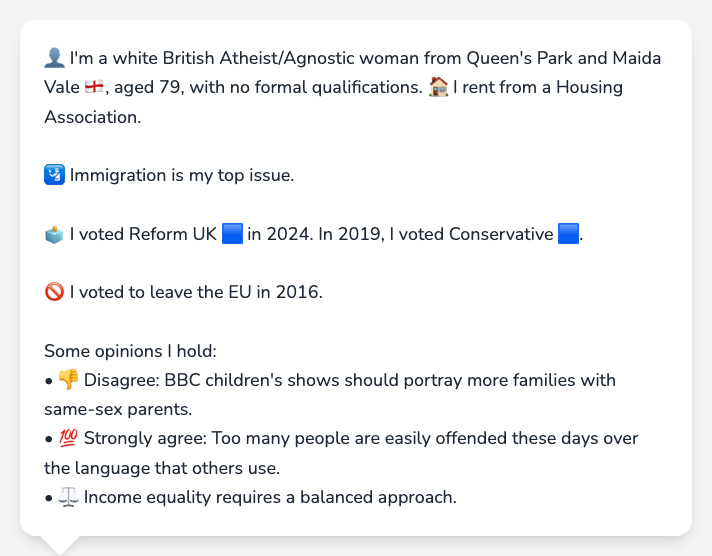 👤 I'm a white British Atheist/Agnostic woman from Queen's Park and Maida
Vale 🏴󠁧󠁢󠁥󠁮󠁧󠁿, aged 79, with no formal qualifications. 🏠 I rent from a Housing
Association.
🛂 Immigration is my top issue.
🗳️ I voted Reform UK 🟦 in 2024. In 2019, I voted Conservative 🟦.
🚫 I voted to leave the EU in 2016.
Some opinions I hold:
• 👎 Disagree: BBC children's shows should portray more families with
same-sex parents.
• 💯 Strongly agree: Too many people are easily offended these days over
the language that others use.
• ⚖️ Income equality requires a balanced approach.